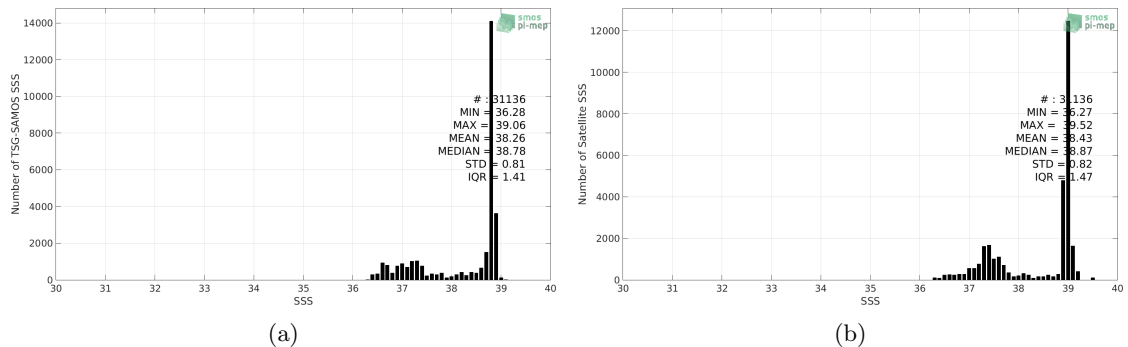 14000
12000
10000
8000
6000
4000
2000
0
Number of TSG-SAMOS SSS
smos
pi-mep
# : 31136
MIN = 36.28
MAX = 39.06
MEAN = 38.26
MEDIAN = 38.78
STD = 0.81
IQR = 1.41
30 31 32 33 34 35 36 37 38 39 40
SSS
(a)
12000
10000
8000
6000
4000
2000
0
Number of Satellite SSS
smos
pi-mep
# : 31136
MIN = 36.27
MAX = 39.52
MEAN = 38.43
MEDIAN = 38.87
STD = 0.82
IQR = 1.47
30 31 32 33 34 35 36 37 38 39 40
SSS
(b)